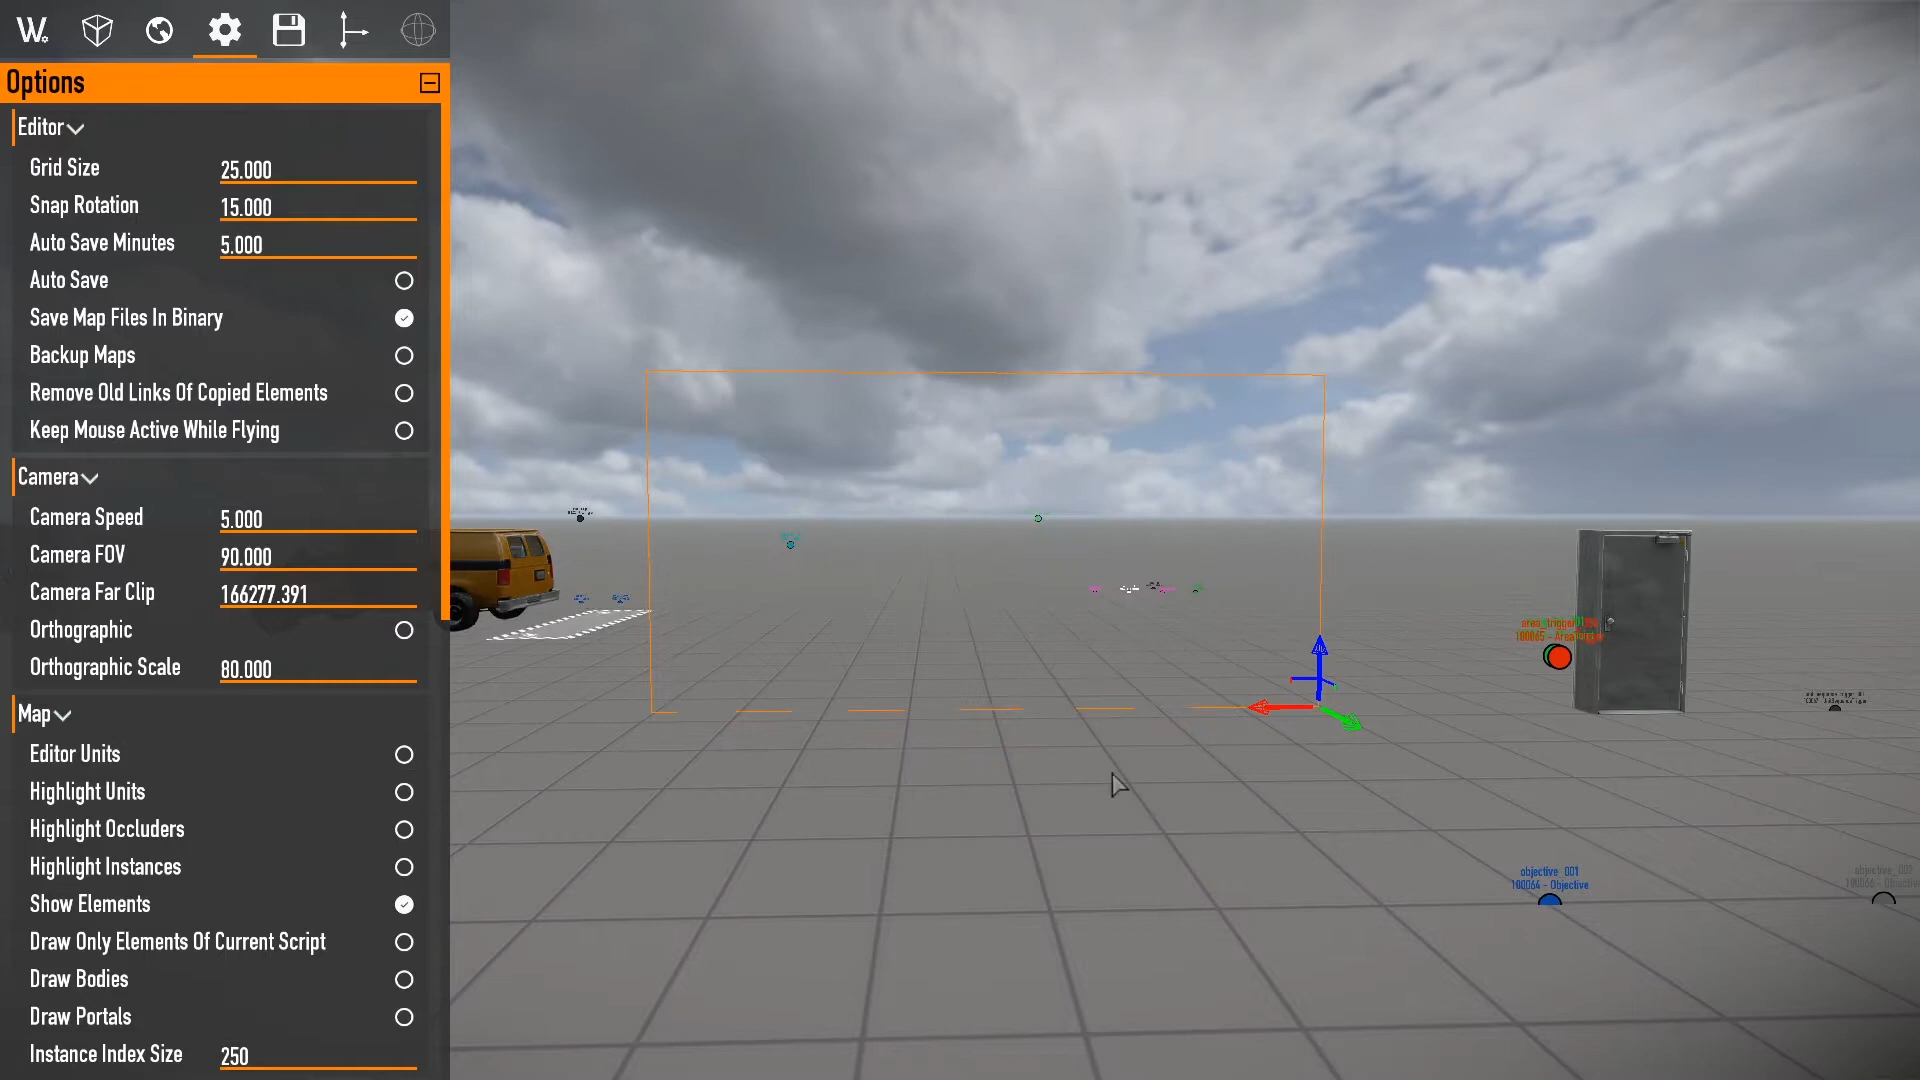 W
Options
Editor
Grid Size 25.000
Snap Rotation 15.000
Auto Save Minutes 5.000
Auto Save
Save Map Files In Binary
Backup Maps
Remove Old Links Of Copied Elements
Keep Mouse Active While Flying
Camera
Camera Speed 5.000
Camera FOV 90.000
Camera Far Clip 166277.391
Orthographic
Orthographic Scale 80.000
Map
Editor Units
Highlight Units
Highlight Occluders
Highlight Instances
Show Elements
Draw Only Elements Of Current Script
Draw Bodies
Draw Portals
Instance Index Size 250
100065 -
objective_001
100064 - Objective